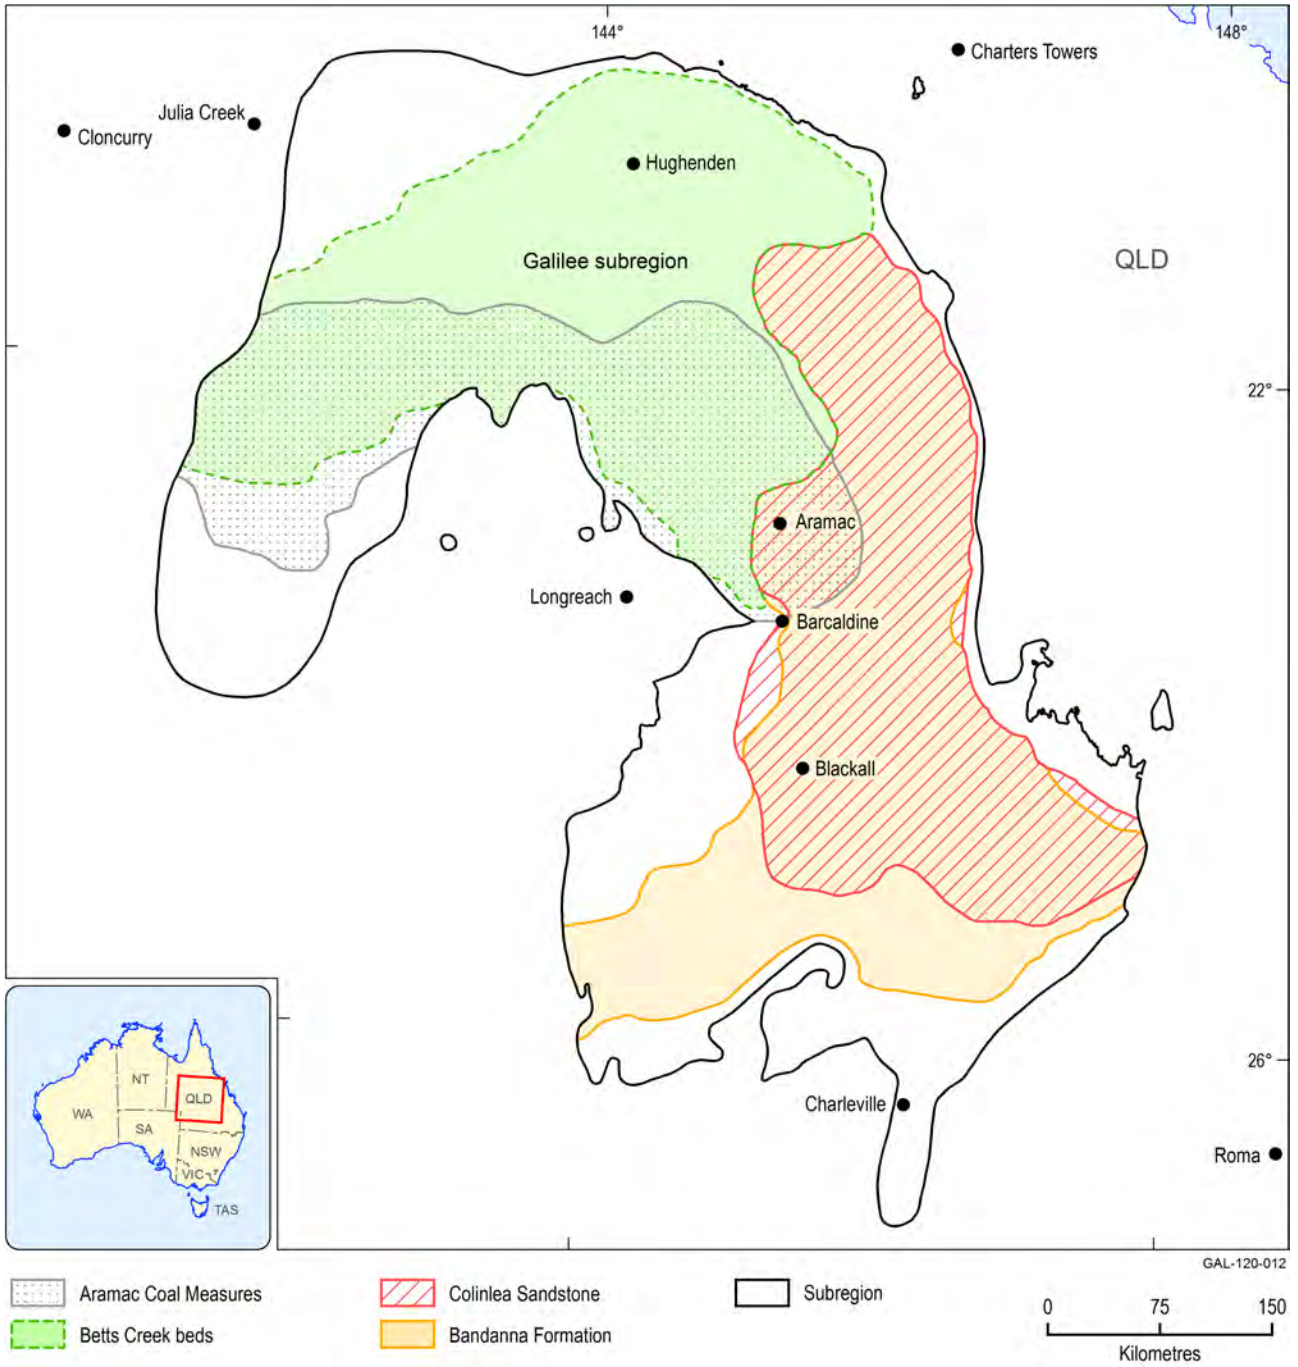 144°
148°
Charters Towers
Julia Creek
Cloncurry
Hughenden
Galilee subregion
QLD
22°
Aramac
Longreach
Barcaldine
Blackall
26°
Charleville
Roma
NT
QLD
WA
SA
NSW
VIC
TAS
GAL-120-012
Aramac Coal Measures
Colinlea Sandstone
Subregion
Betts Creek beds
Bandanna Formation
0 75 150
Kilometres